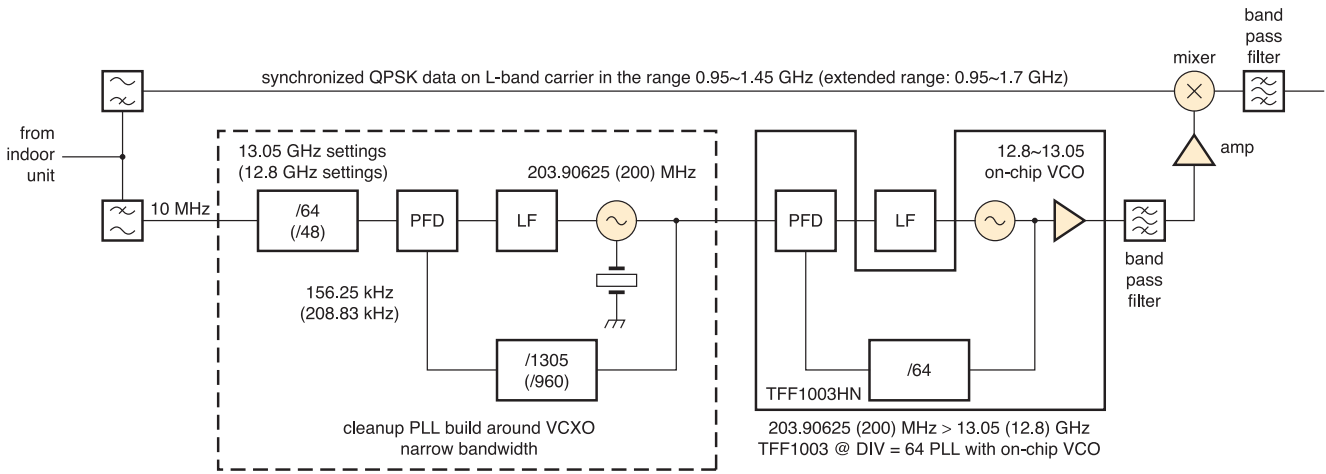 band
pass
filter
mixer
synchronized QPSK data on L-band carrier in the range 0.95~1.45 GHz (extended range: 0.95~1.7 GHz)
from
indoor
unit
13.05 GHz settings
(12.8 GHz settings)
203.90625 (200) MHz
12.8~13.05
on-chip VCO
amp
10 MHz
/64
(/48)
PFD
LF
PFD
LF
band
pass
filter
156.25 kHz
(208.83 kHz)
/1305
(/960)
/64
TFF1003HN
cleanup PLL build around VCXO
narrow bandwidth
203.90625 (200) MHz > 13.05 (12.8) GHz
TFF1003 @ DIV = 64 PLL with on-chip VCO